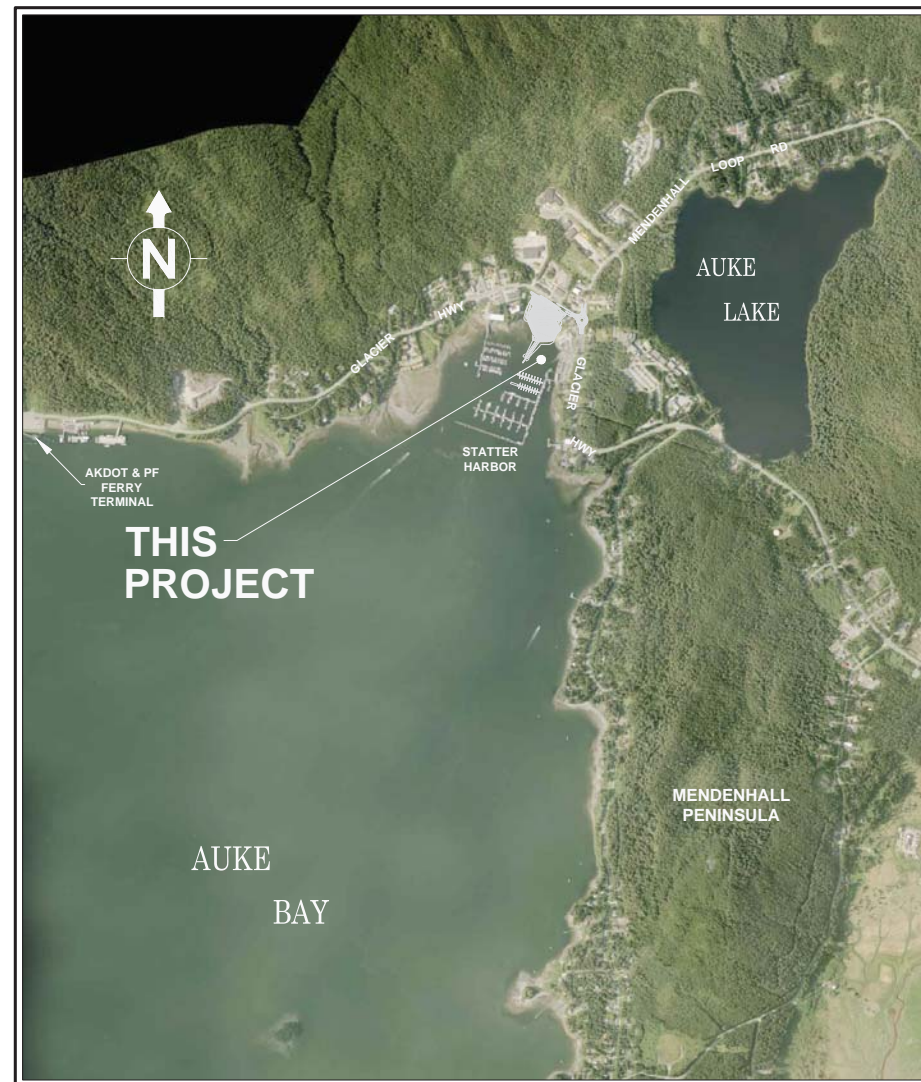 MENDENHALL LOOP RD
N
AUKE
LAKE
GLACIER HWY
GLACIER HWY
STATTER
HARBOR
AKDOT & PF
FERRY
TERMINAL
THIS
PROJECT
MENDENHALL
PENINSULA
AUKE
BAY